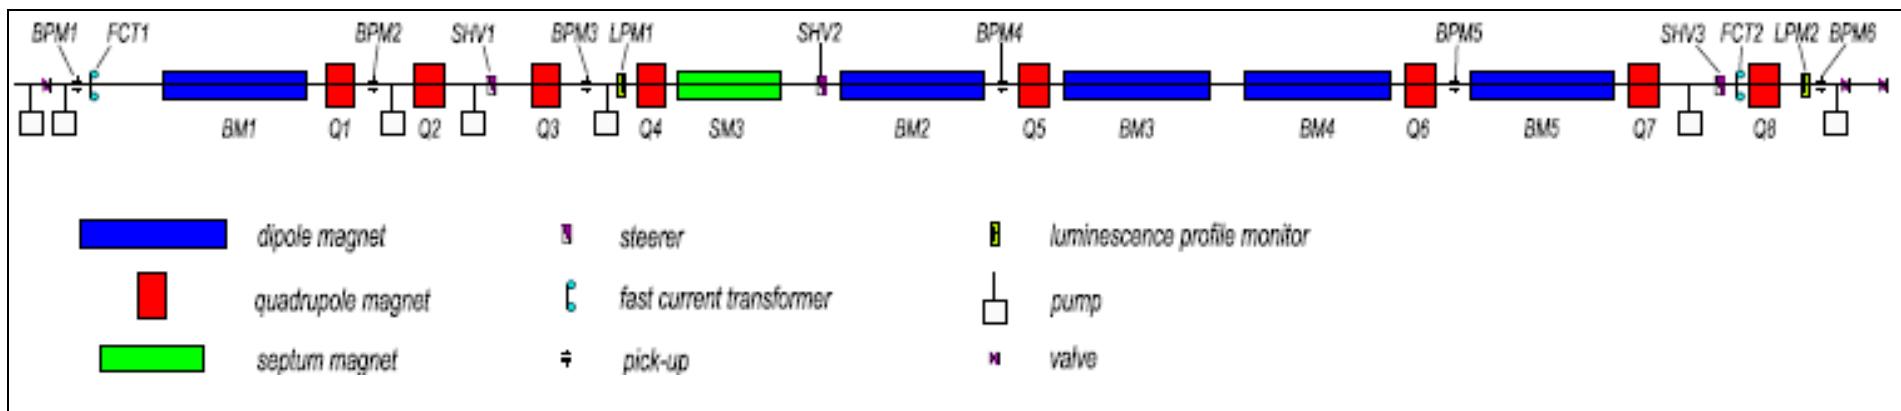 BPM1 FCT1 BPM2 SHV1 BPM3 LPM1 SHV2 BPM4 BPM5 SHV3 FCT2 LPM2 BPM6
BM1 Q1 Q2 Q3 Q4 SM3 BM2 Q5 BM3 BM4 Q6 BM5 Q7 Q8
dipole magnet steerer luminescence profile monitor
quadrupole magnet fast current transformer pump
septum magnet pick-up valve